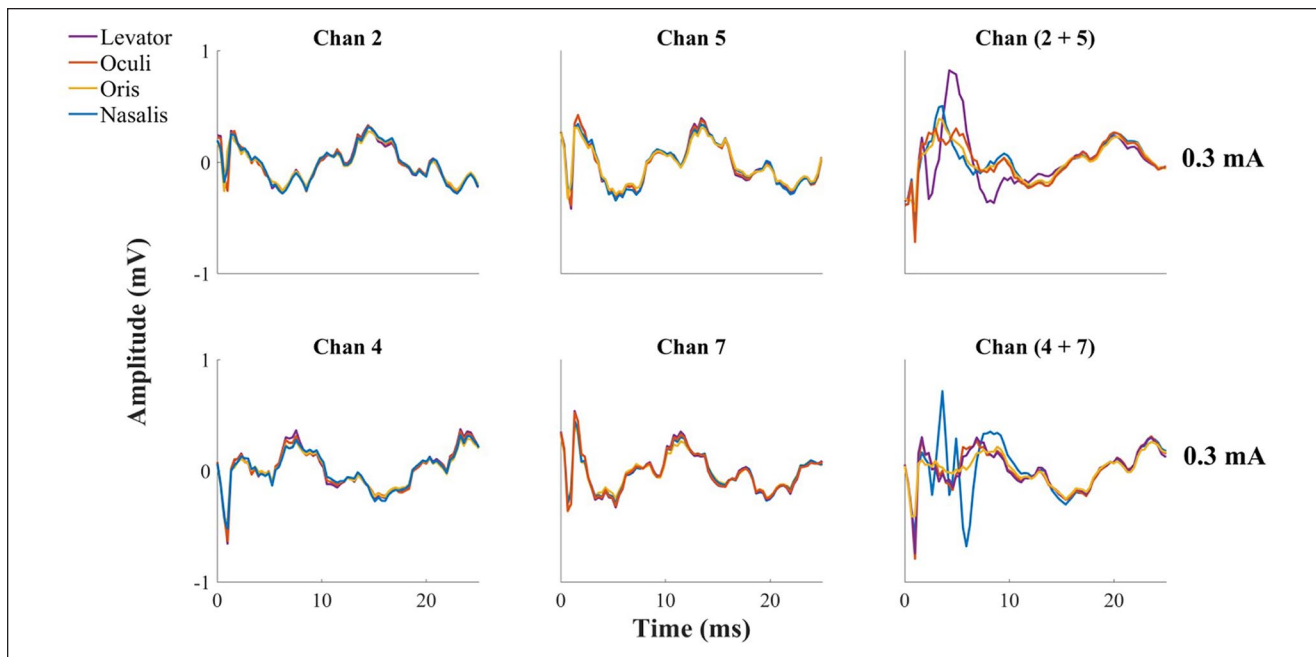 Levator
Oculi
Oris
Nasalis
Chan 2
Chan 5
Chan (2 + 5)
1
0
-1
0.3 mA
Amplitude (mV)
Chan 4
Chan 7
Chan (4 + 7)
1
0
-1
0.3 mA
0 10 20
0 10 20
0 10 20
Time (ms)